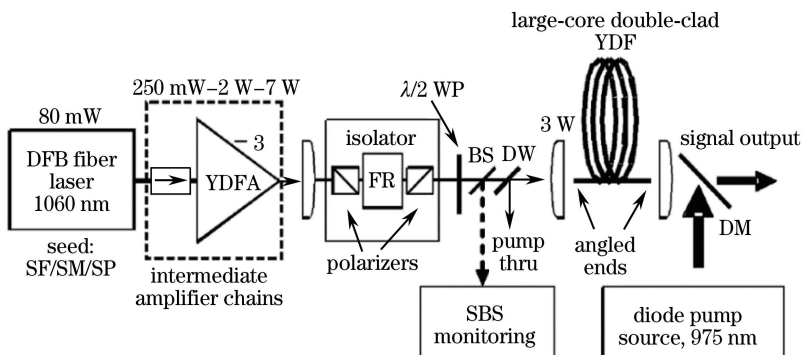 large-core double-clad
YDF
250 mW–2 W–7 W
λ/2 WP
80 mW
3 W
signal output
DFB fiber
laser
1060 nm
– 3
YDFA
isolator
FR
BS
DW
DM
seed:
SF/SM/SP
intermediate
amplifier chains
polarizers
pump
thru
angled
ends
SBS
monitoring
diode pump
source, 975 nm